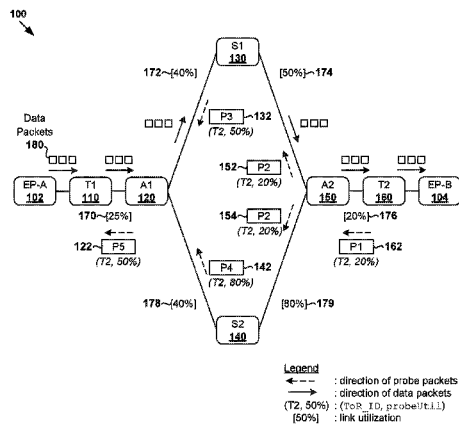 100
S1
130
172 [40%]
[50%] 174
Data
Packets
180
P3 132
(T2, 50%)
152 P2
(T2, 20%)
EP-A
102
T1
110
A1
120
A2
150
T2
160
EP-B
104
170 [25%]
154 P2
(T2, 20%)
[20%] 176
122 P5
(T2, 50%)
P4 142
(T2, 80%)
P1 162
(T2, 20%)
178 [40%]
[80%] 179
S2
140
Legend
: direction of probe packets
: direction of data packets
(T2, 50%) : (ToR_ID, probeUtil)
[50%] : link utilization